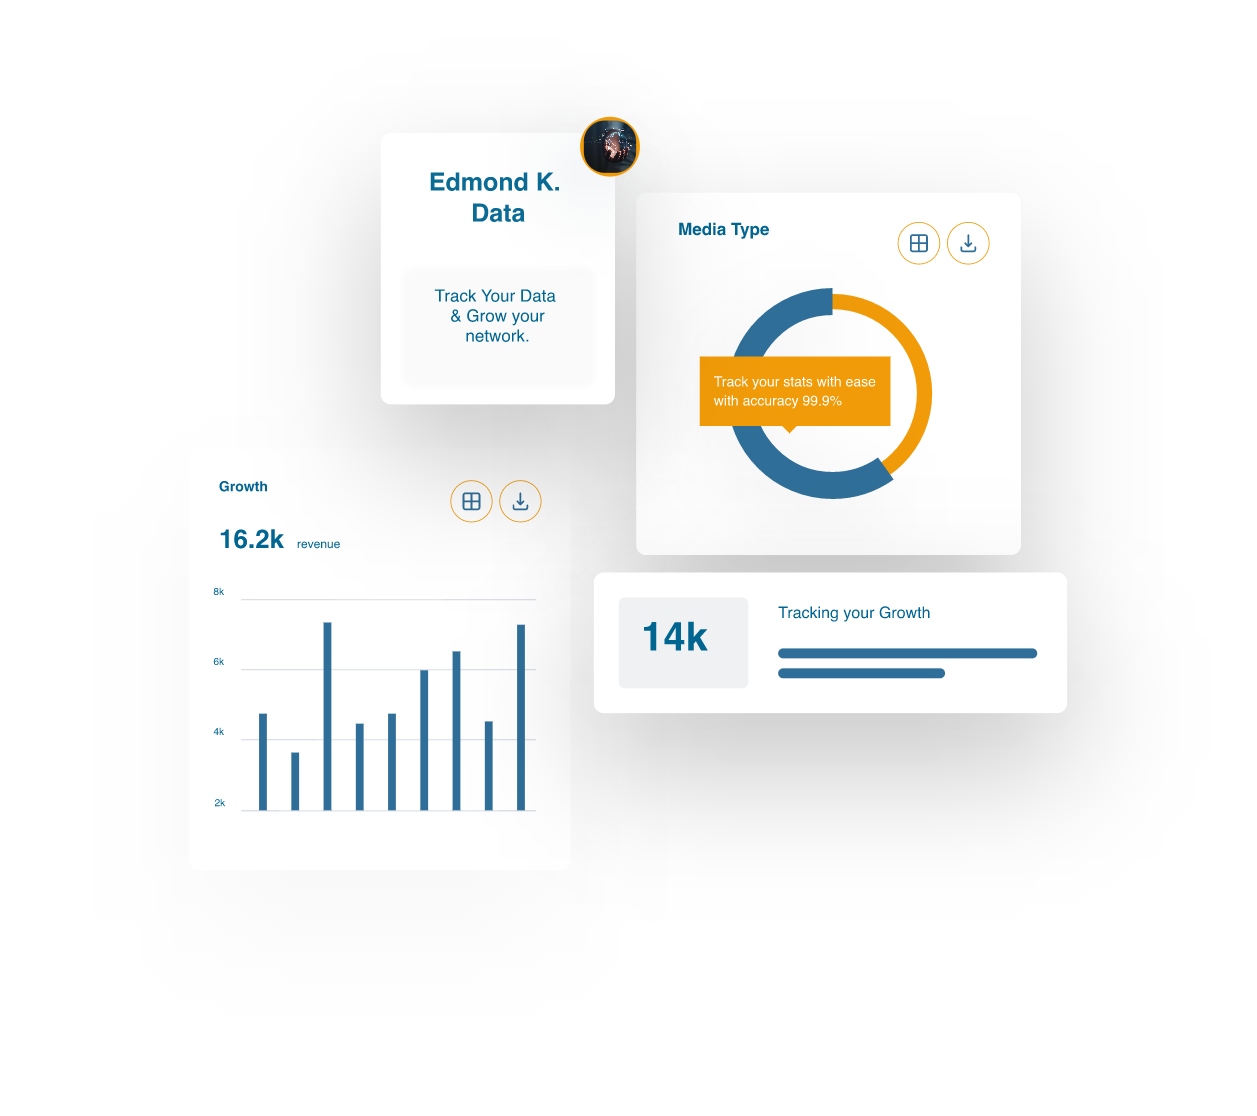 Edmond K.
Data
Track Your Data
& Grow your
network.
Media Type
Track your stats with ease
with accuracy 99.9%
Growth
16.2k revenue
8k
6k
4k
2k
14k
Tracking your Growth